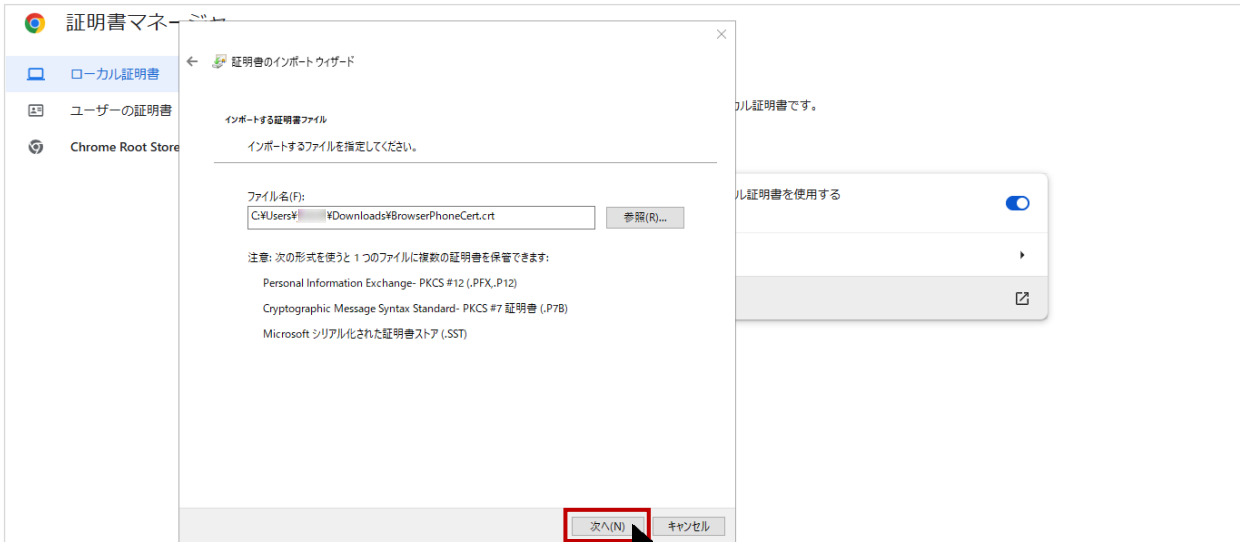 証明書マネージャー
ローカル証明書
ユーザーの証明書
Chrome Root Store
証明書のインポート ウィザード
インポートする証明書ファイル
インポートするファイルを指定してください。
ファイル名(F):
C:¥Users¥ ¥Downloads¥BrowserPhoneCert.crt
参照(R)...
注意: 次の形式を使うと 1 つのファイルに複数の証明書を保管できます:
Personal Information Exchange- PKCS #12 (.PFX,.P12)
Cryptographic Message Syntax Standard- PKCS #7 証明書 (.P7B)
Microsoft シリアル化された証明書ストア (.SST)
次へ(N)
キャンセル
カル証明書です。
ル証明書を使用する